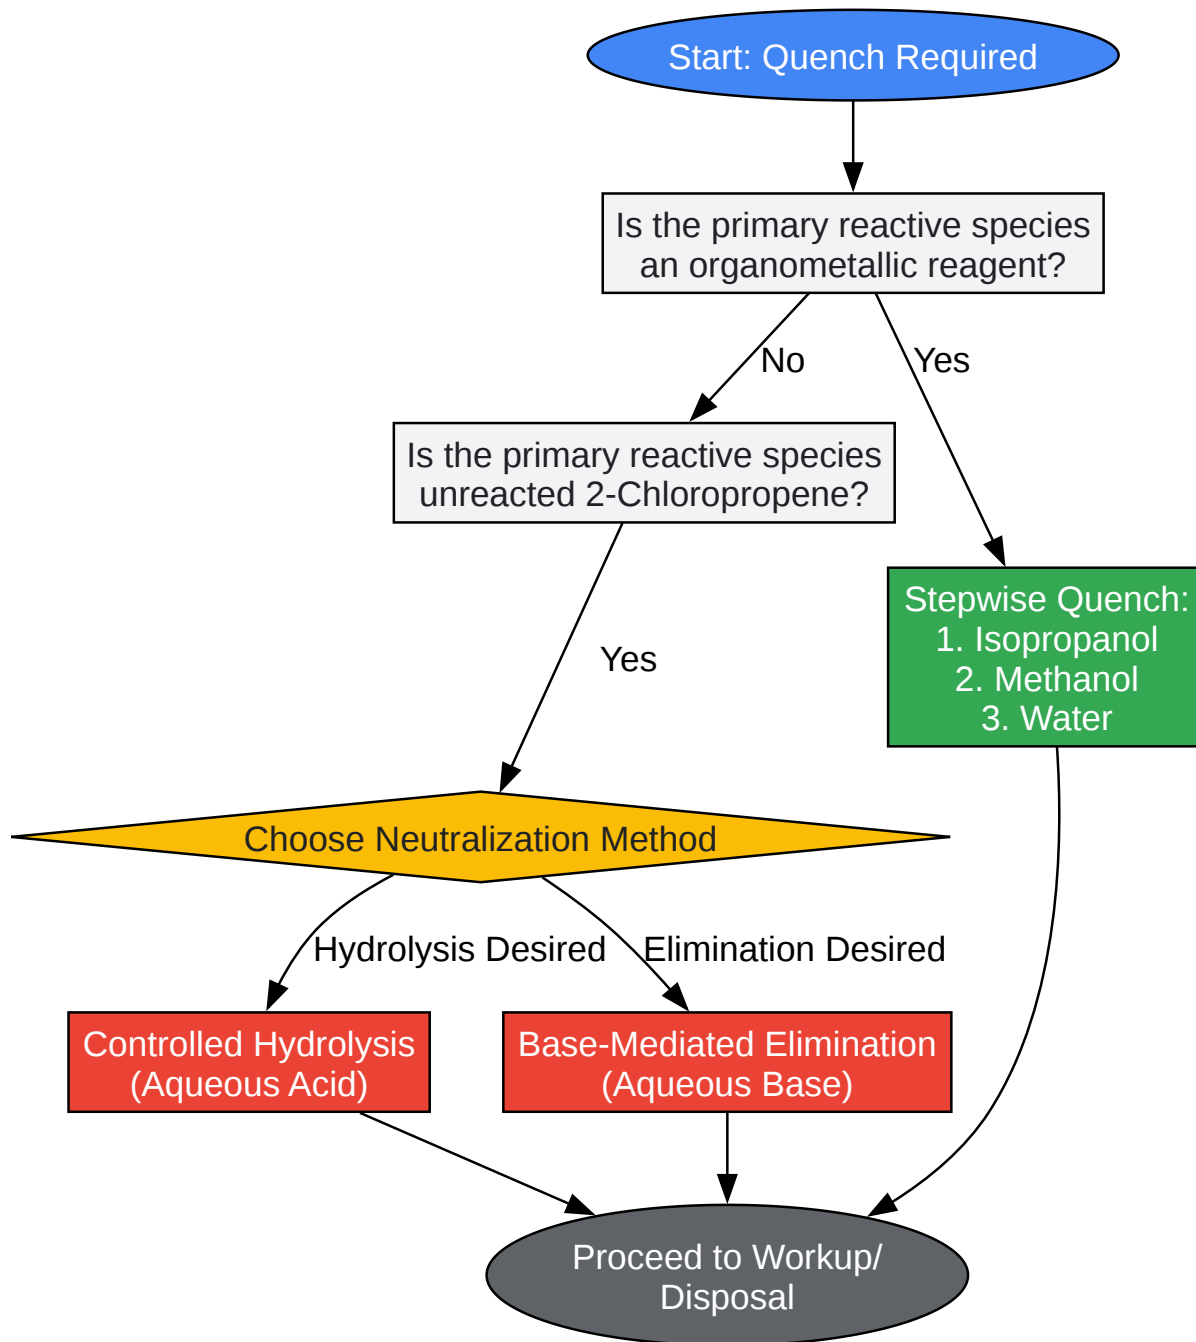 Start: Quench Required
Is the primary reactive species
an organometallic reagent?
No
Yes
Is the primary reactive species
unreacted 2-Chloropropene?
Stepwise Quench:
1. Isopropanol
2. Methanol
3. Water
Yes
Choose Neutralization Method
Hydrolysis Desired
Elimination Desired
Controlled Hydrolysis
(Aqueous Acid)
Base-Mediated Elimination
(Aqueous Base)
Proceed to Workup/
Disposal